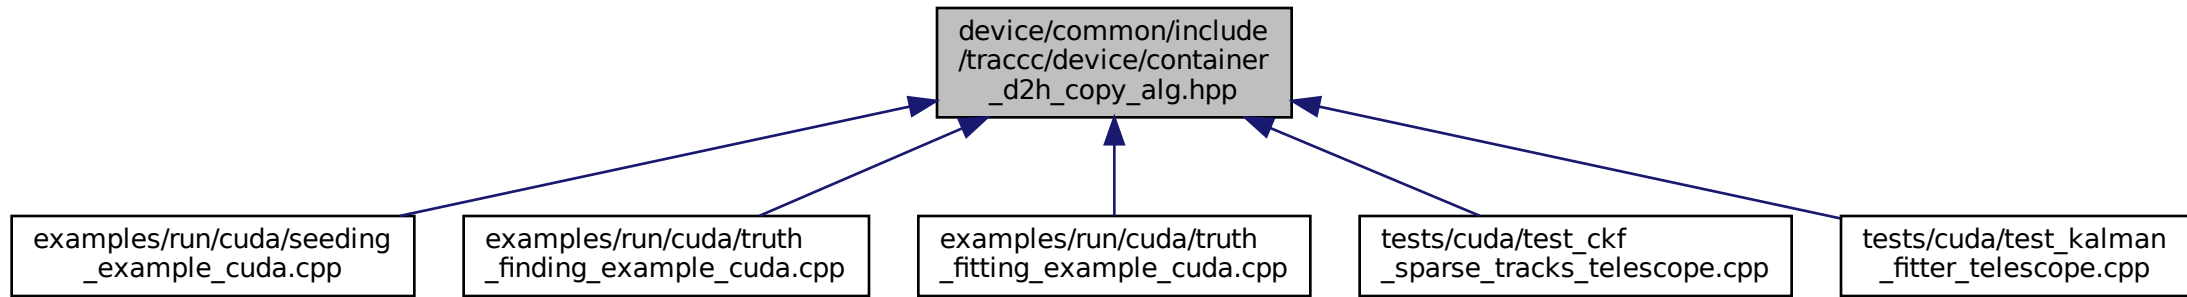 device/common/include
/traccc/device/container
_d2h_copy_alg.hpp
examples/run/cuda/seeding
_example_cuda.cpp
examples/run/cuda/truth
_finding_example_cuda.cpp
examples/run/cuda/truth
_fitting_example_cuda.cpp
tests/cuda/test_ckf
_sparse_tracks_telescope.cpp
tests/cuda/test_kalman
_fitter_telescope.cpp